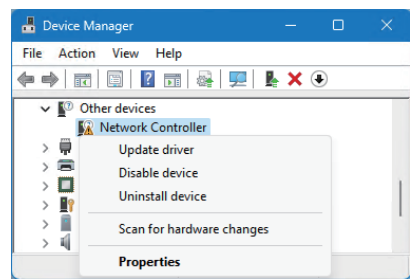 Device Manager
File Action View Help
Other devices
Network Controller
Update driver
Disable device
Uninstall device
Scan for hardware changes
Properties